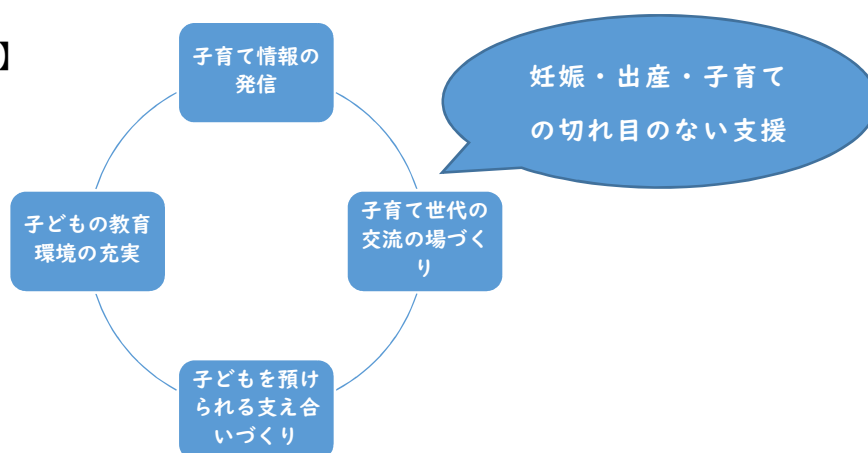 】
子育て情報の
発信
妊娠・出産・子育て
の切れ目のない支援
子どもの教育
環境の充実
子育て世代の
交流の場づく
り
子どもを預け
られる支え合
いづくり